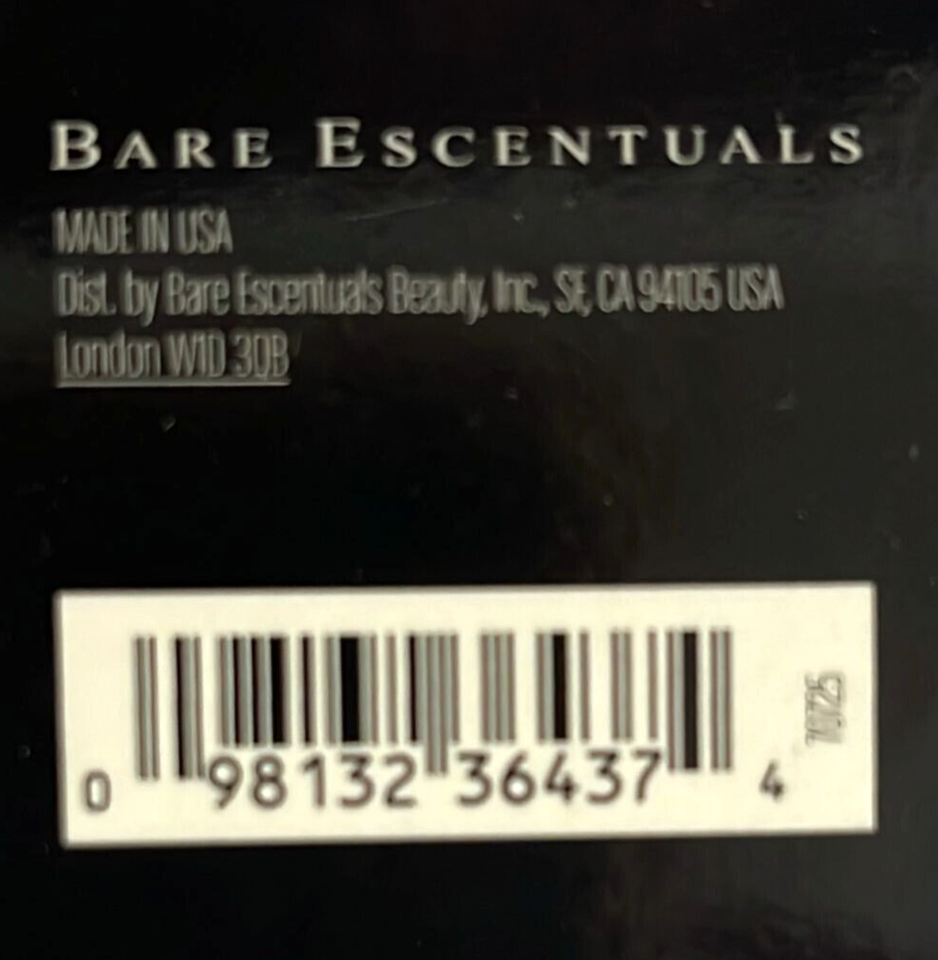 BARE ESCENTUALS
MADE IN USA
Dist. by Bare Escentuals Beauty, Inc., SF, CA 94105 USA
London W1D 3QB
0 98132 36437 4